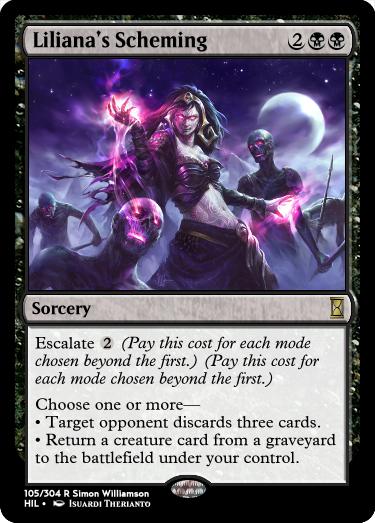 Liliana's Scheming 2
Sorcery
Escalate 2 (Pay this cost for each mode
chosen beyond the first.) (Pay this cost for
each mode chosen beyond the first.)
Choose one or more—
• Target opponent discards three cards.
• Return a creature card from a graveyard
to the battlefield under your control.
105/304 R Simon Williamson
HIL • Isuardi Therianto